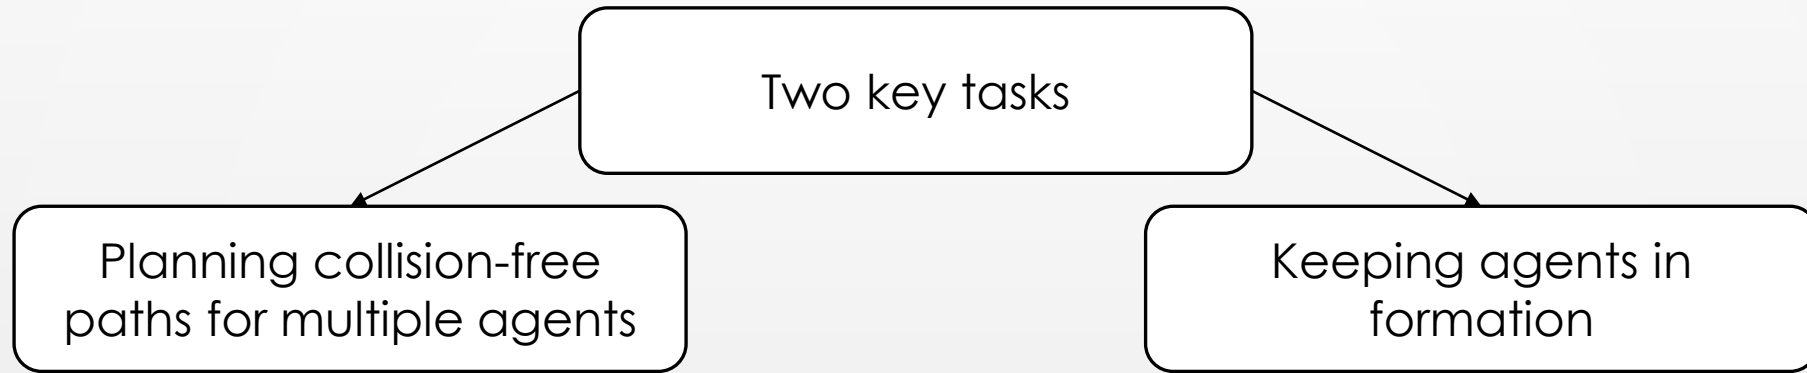 Two key tasks
Planning collision-free
paths for multiple agents
Keeping agents in
formation